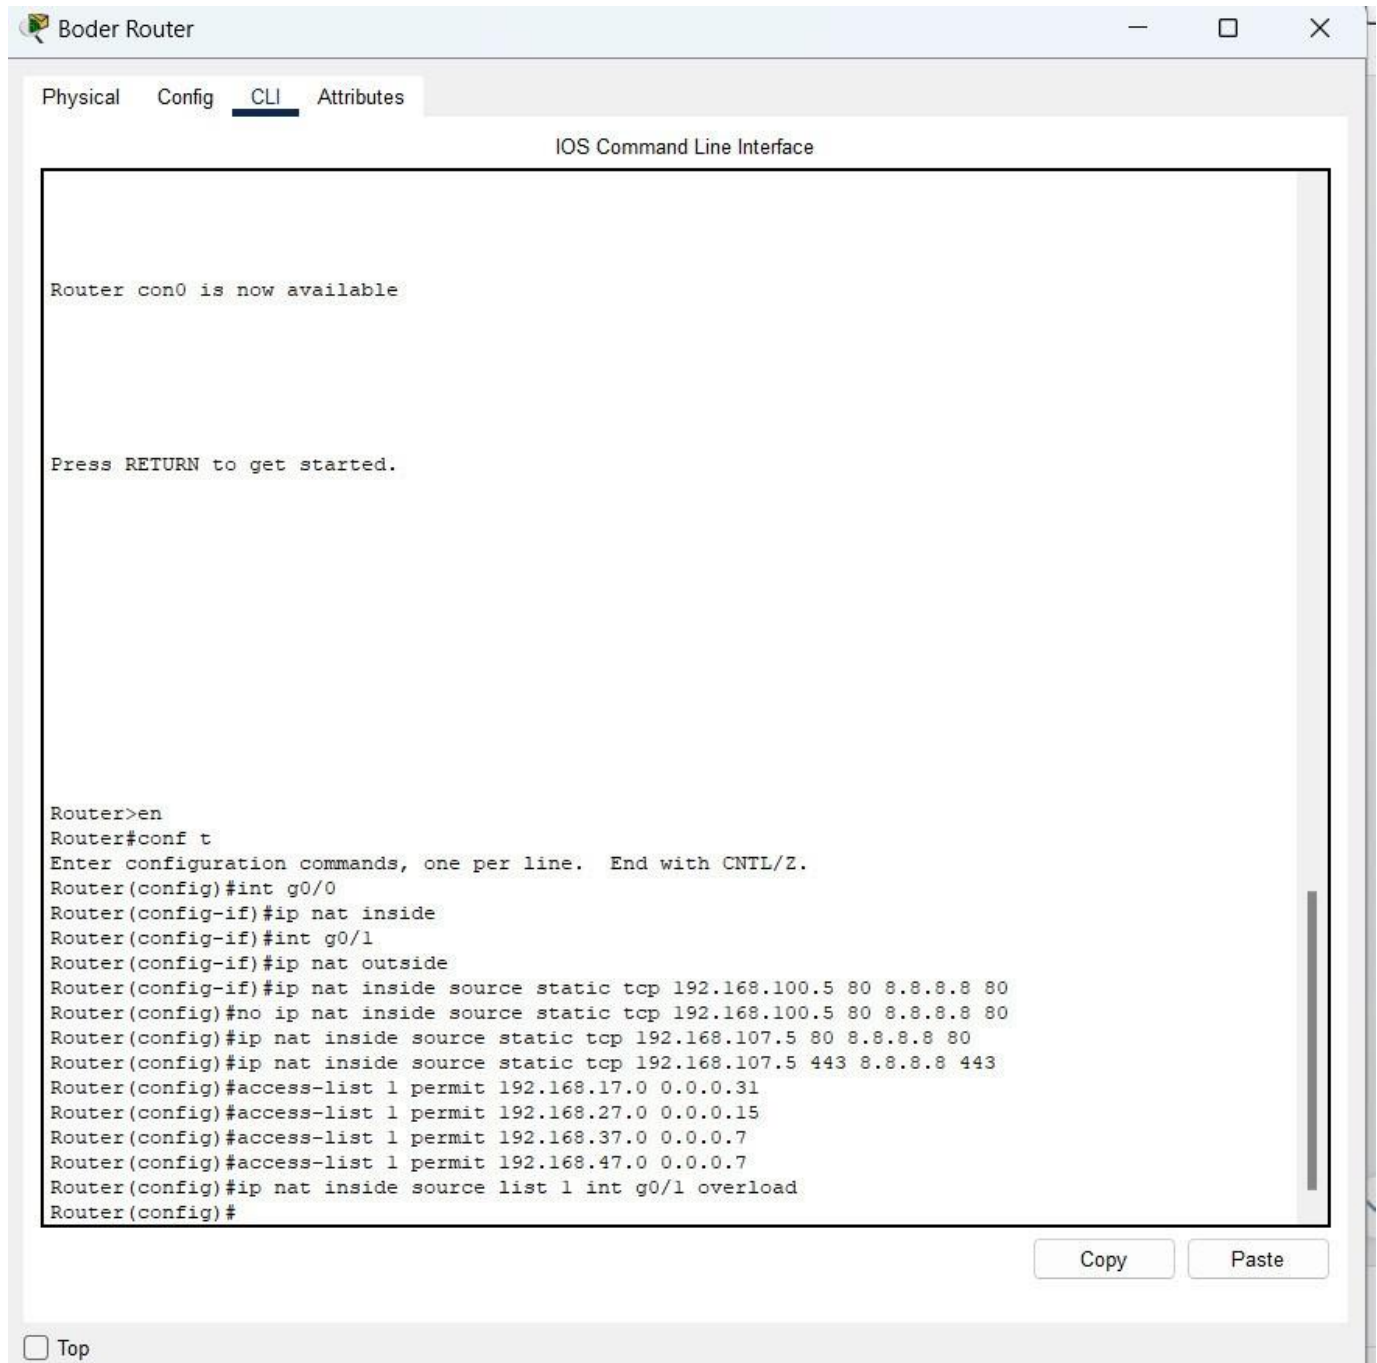 Boder Router
Physical Config CLI Attributes
IOS Command Line Interface
Router con0 is now available
Press RETURN to get started.
Router>en
Router#conf t
Enter configuration commands, one per line.  End with CNTL/Z.
Router(config)#int g0/0
Router(config-if)#ip nat inside
Router(config-if)#int g0/1
Router(config-if)#ip nat outside
Router(config-if)#ip nat inside source static tcp 192.168.100.5 80 8.8.8.8 80
Router(config)#no ip nat inside source static tcp 192.168.100.5 80 8.8.8.8 80
Router(config)#ip nat inside source static tcp 192.168.107.5 80 8.8.8.8 80
Router(config)#ip nat inside source static tcp 192.168.107.5 443 8.8.8.8 443
Router(config)#access-list 1 permit 192.168.17.0 0.0.0.31
Router(config)#access-list 1 permit 192.168.27.0 0.0.0.15
Router(config)#access-list 1 permit 192.168.37.0 0.0.0.7
Router(config)#access-list 1 permit 192.168.47.0 0.0.0.7
Router(config)#ip nat inside source list 1 int g0/1 overload
Router(config)#
Copy Paste
Top